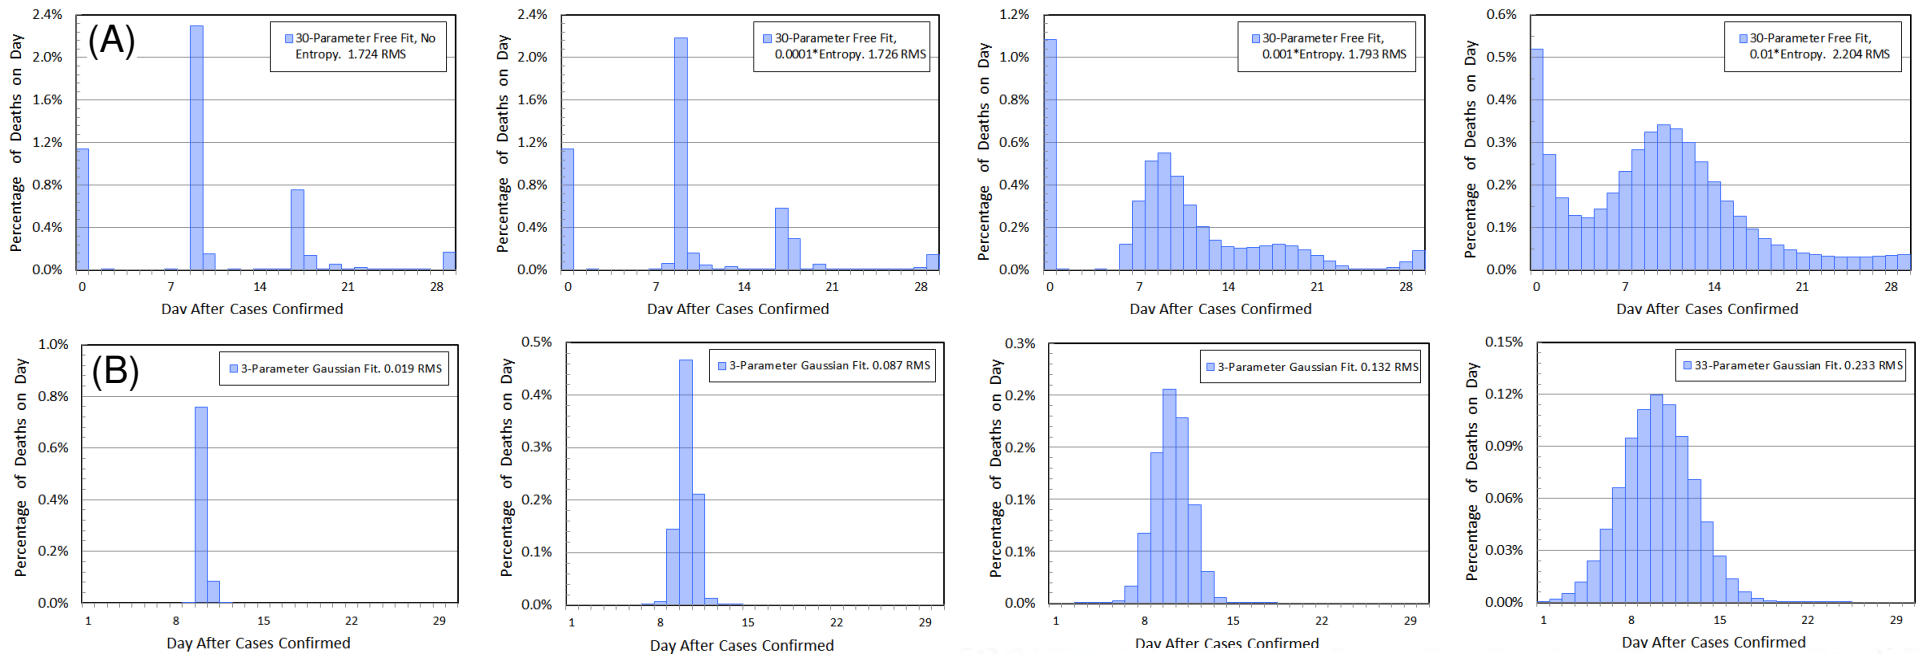 (A)
Percentage of Deaths on Day
2.4%
2.0%
1.6%
1.2%
0.8%
0.4%
0.0%
30-Parameter Free Fit, No
Entropy. 1.724 RMS
0 7 14 21 28
Day After Cases Confirmed
Percentage of Deaths on Day
2.4%
2.0%
1.6%
1.2%
0.8%
0.4%
0.0%
30-Parameter Free Fit,
0.0001*Entropy. 1.726 RMS
0 7 14 21 28
Day After Cases Confirmed
Percentage of Deaths on Day
1.2%
1.0%
0.8%
0.6%
0.4%
0.2%
0.0%
30-Parameter Free Fit,
0.001*Entropy. 1.793 RMS
0 7 14 21 28
Day After Cases Confirmed
Percentage of Deaths on Day
0.6%
0.5%
0.4%
0.3%
0.2%
0.1%
0.0%
30-Parameter Free Fit,
0.01*Entropy. 2.204 RMS
0 7 14 21 28
Day After Cases Confirmed
(B)
Percentage of Deaths on Day
1.0%
0.8%
0.6%
0.4%
0.2%
0.0%
3-Parameter Gaussian Fit. 0.019 RMS
1 8 15 22 29
Day After Cases Confirmed
Percentage of Deaths on Day
0.5%
0.4%
0.3%
0.2%
0.1%
0.0%
3-Parameter Gaussian Fit. 0.087 RMS
1 8 15 22 29
Day After Cases Confirmed
Percentage of Deaths on Day
0.3%
0.2%
0.2%
0.1%
0.1%
0.0%
3-Parameter Gaussian Fit. 0.132 RMS
1 8 15 22 29
Day After Cases Confirmed
Percentage of Deaths on Day
0.15%
0.12%
0.09%
0.06%
0.03%
0.00%
33-Parameter Gaussian Fit. 0.233 RMS
1 8 15 22 29
Day After Cases Confirmed